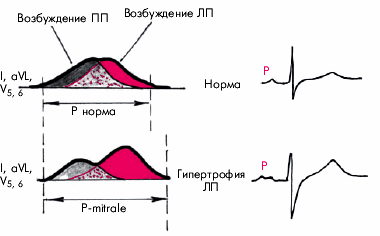 Возбуждение ПП
Возбуждение ЛП
I, aVL,
V5, 6
P норма
Норма
P
I, aVL,
V5, 6
P-mitrale
Гипертрофия
ЛП
P